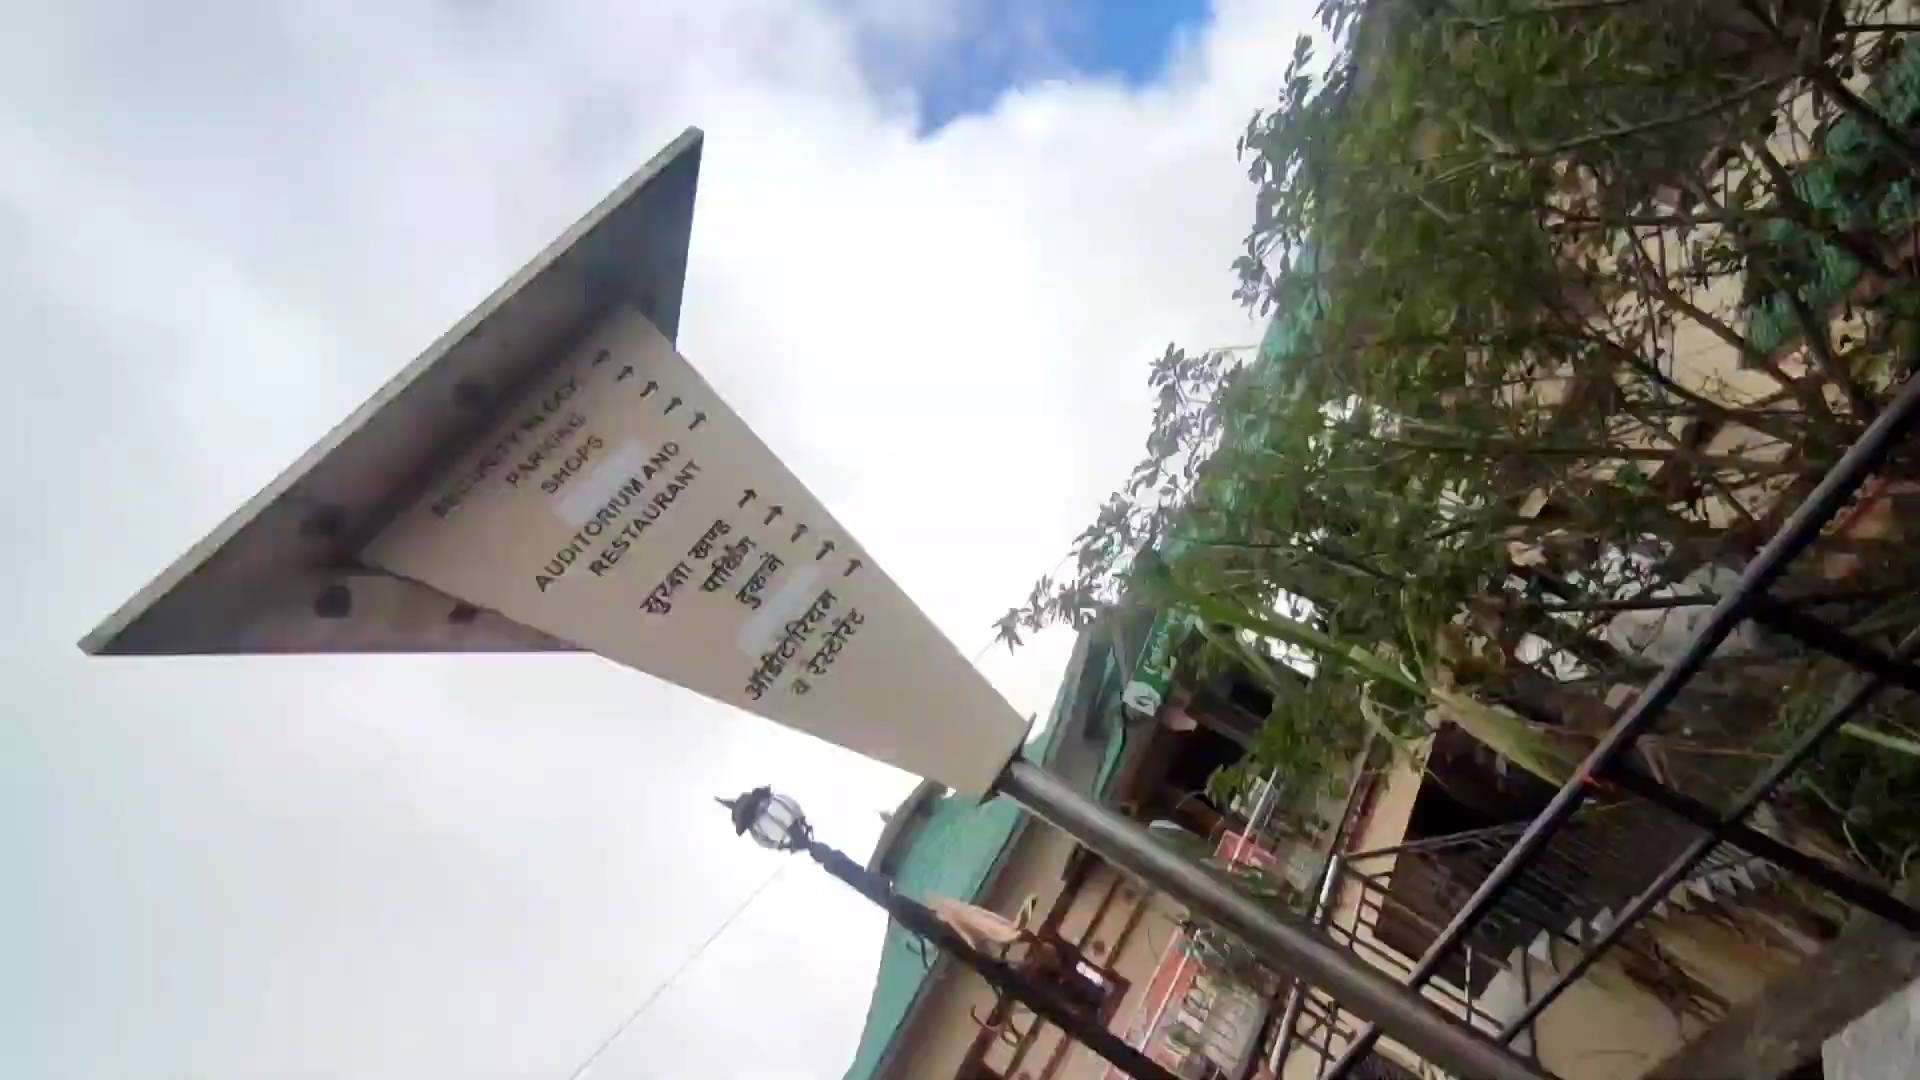 SECURITY BLOCK
PARKING
SHOPS
AUDITORIUM AND
RESTAURANT
सुरक्षा खण्ड
पार्किंग
दुकानें
ऑडीटोरियम
व रेस्टोरेंट